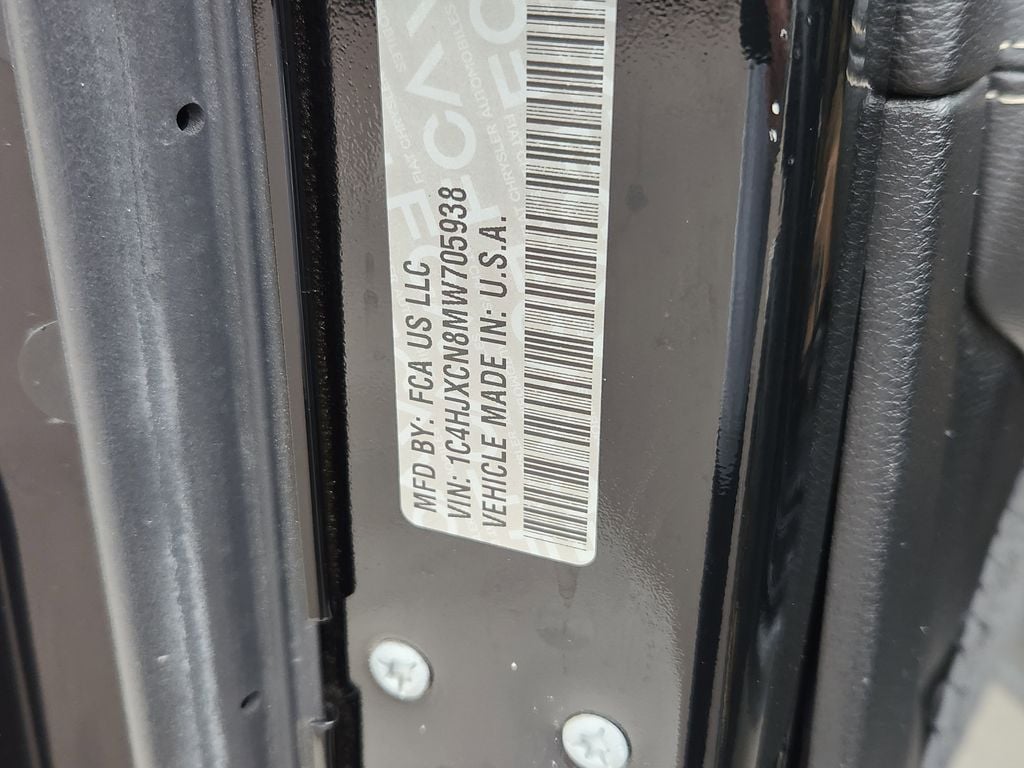 MFD BY: FCA US LLC
VIN: 1C4HJXCN8MW705938
VEHICLE MADE IN: U.S.A.